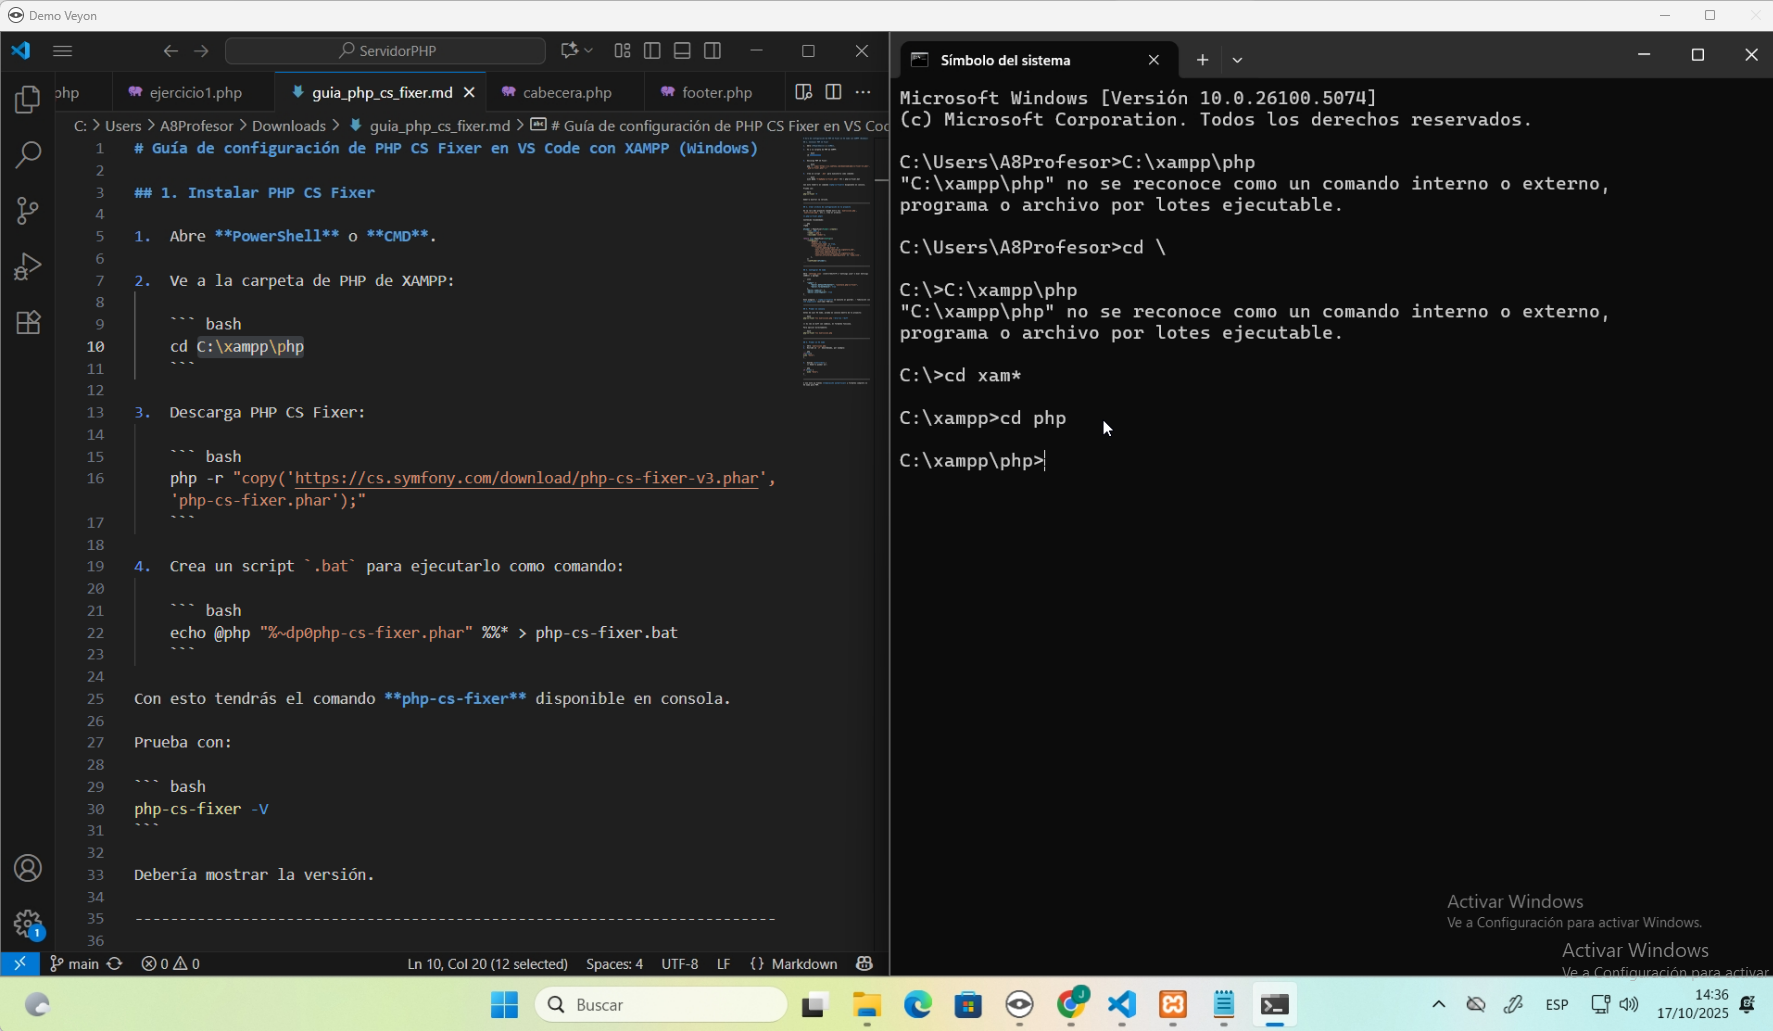 Demo Veyon
ServidorPHP
php
ejercicio1.php
guia_php_cs_fixer.md
cabecera.php
footer.php
C: > Users > A8Profesor > Downloads > guia_php_cs_fixer.md > # Guía de configuración de PHP CS Fixer en VS Coc
1 # Guía de configuración de PHP CS Fixer en VS Code con XAMPP (Windows)
2
3 ## 1. Instalar PHP CS Fixer
4
5 1. Abre **PowerShell** o **CMD**.
6
7 2. Ve a la carpeta de PHP de XAMPP:
8
9 ``` bash
10 cd C:\xampp\php
11 ```
12
13 3. Descarga PHP CS Fixer:
14
15 ``` bash
16 php -r "copy('https://cs.symfony.com/download/php-cs-fixer-v3.phar',
'php-cs-fixer.phar');"
17 ```
18
19 4. Crea un script `.bat` para ejecutarlo como comando:
20
21 ``` bash
22 echo @php "%~dp0php-cs-fixer.phar" %%* > php-cs-fixer.bat
23 ```
24
25 Con esto tendrás el comando **php-cs-fixer** disponible en consola.
26
27 Prueba con:
28
29 ``` bash
30 php-cs-fixer -V
31 ```
32
33 Debería mostrar la versión.
34
35 ------------------------------------------------------------------------
36
1
main
0 0
Ln 10, Col 20 (12 selected)
Spaces: 4
UTF-8
LF
{} Markdown
Símbolo del sistema
Microsoft Windows [Versión 10.0.26100.5074]
(c) Microsoft Corporation. Todos los derechos reservados.
C:\Users\A8Profesor>C:\xampp\php
"C:\xampp\php" no se reconoce como un comando interno o externo,
programa o archivo por lotes ejecutable.
C:\Users\A8Profesor>cd \
C:\>C:\xampp\php
"C:\xampp\php" no se reconoce como un comando interno o externo,
programa o archivo por lotes ejecutable.
C:\>cd xam*
C:\xampp>cd php
C:\xampp\php>
Activar Windows
Ve a Configuración para activar Windows.
Activar Windows
Ve a Configuración para activar
Buscar
J
ESP
14:36
17/10/2025